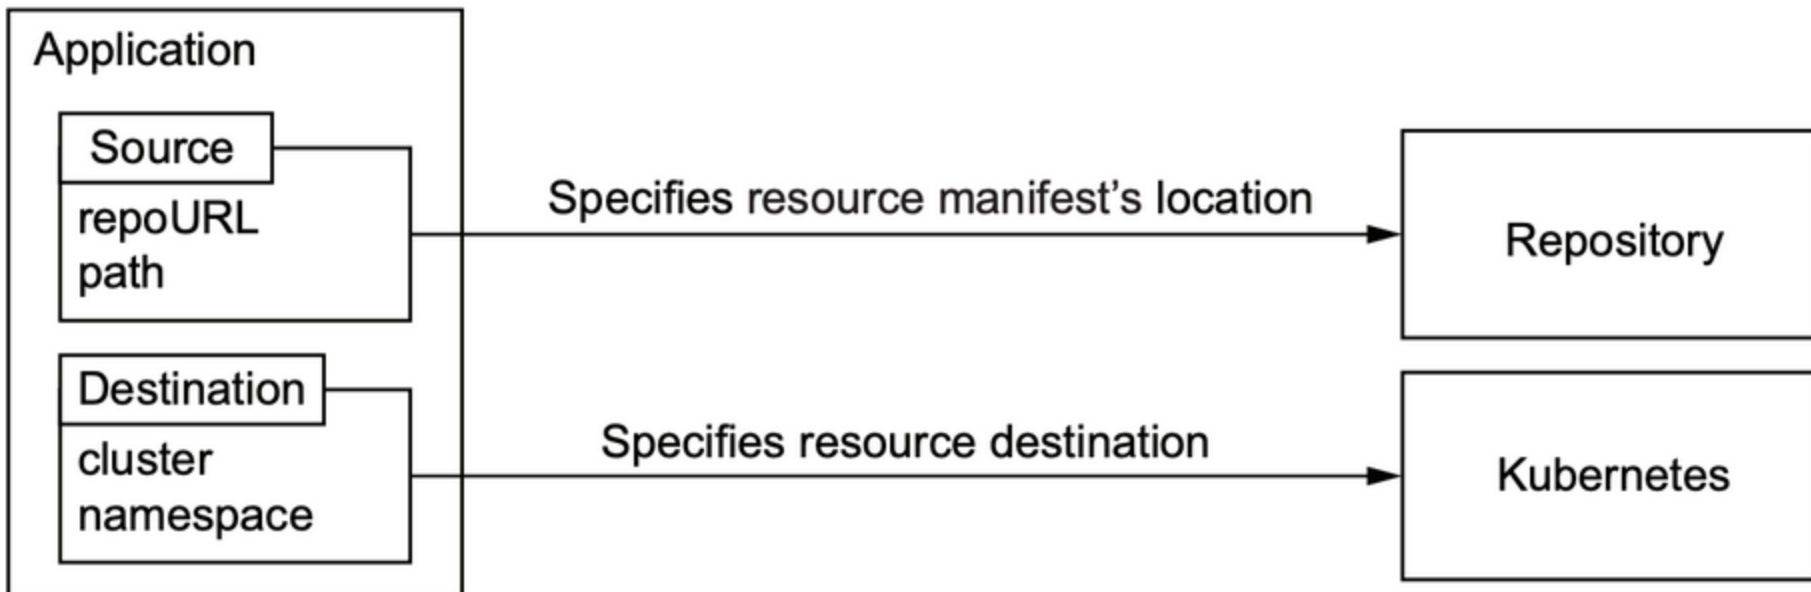 Application
Source
repoURL
path
Specifies resource manifest’s location
Repository
Destination
cluster
namespace
Specifies resource destination
Kubernetes